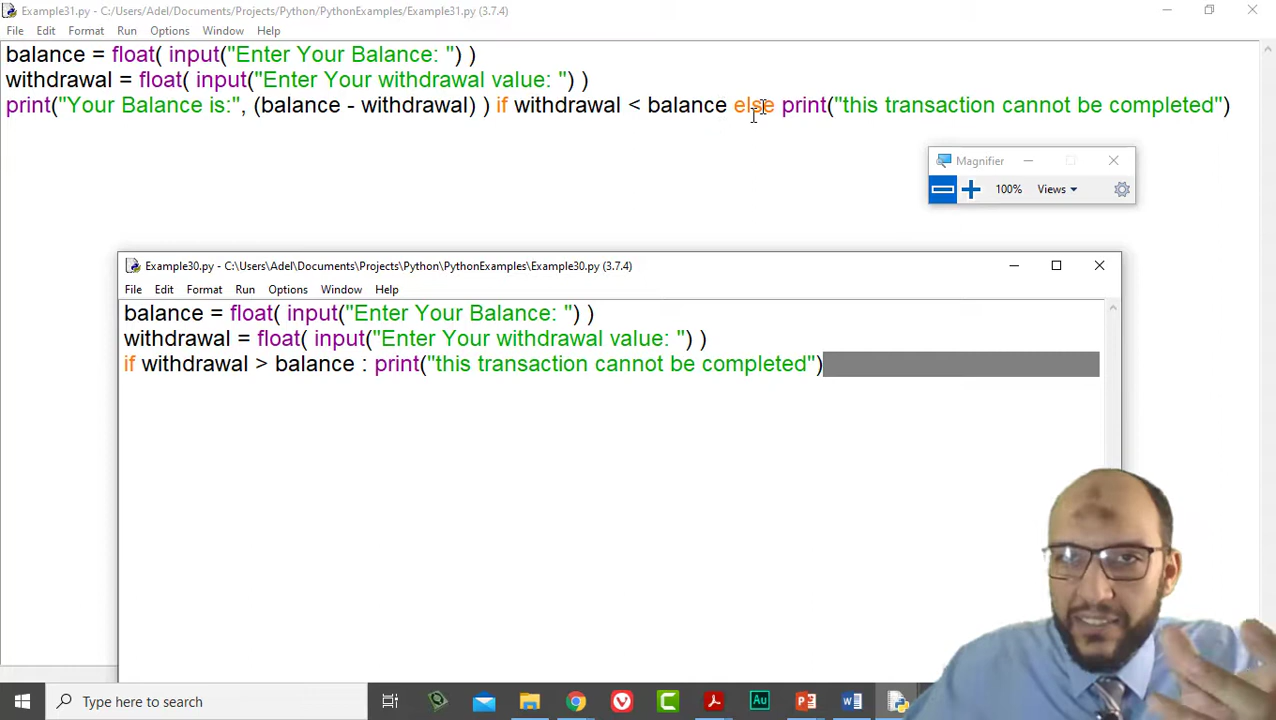 Example31.py - C:\Users\Adel\Documents\Projects\Python\PythonExamples\Example31.py (3.7.4)
File Edit Format Run Options Window Help
balance = float( input("Enter Your Balance: ") )
withdrawal = float( input("Enter Your withdrawal value: ") )
print("Your Balance is:", (balance - withdrawal) ) if withdrawal < balance else print("this transaction cannot be completed")
Magnifier
100% Views
Example30.py - C:\Users\Adel\Documents\Projects\Python\PythonExamples\Example30.py (3.7.4)
File Edit Format Run Options Window Help
balance = float( input("Enter Your Balance: ") )
withdrawal = float( input("Enter Your withdrawal value: ") )
if withdrawal > balance : print("this transaction cannot be completed")
Type here to search